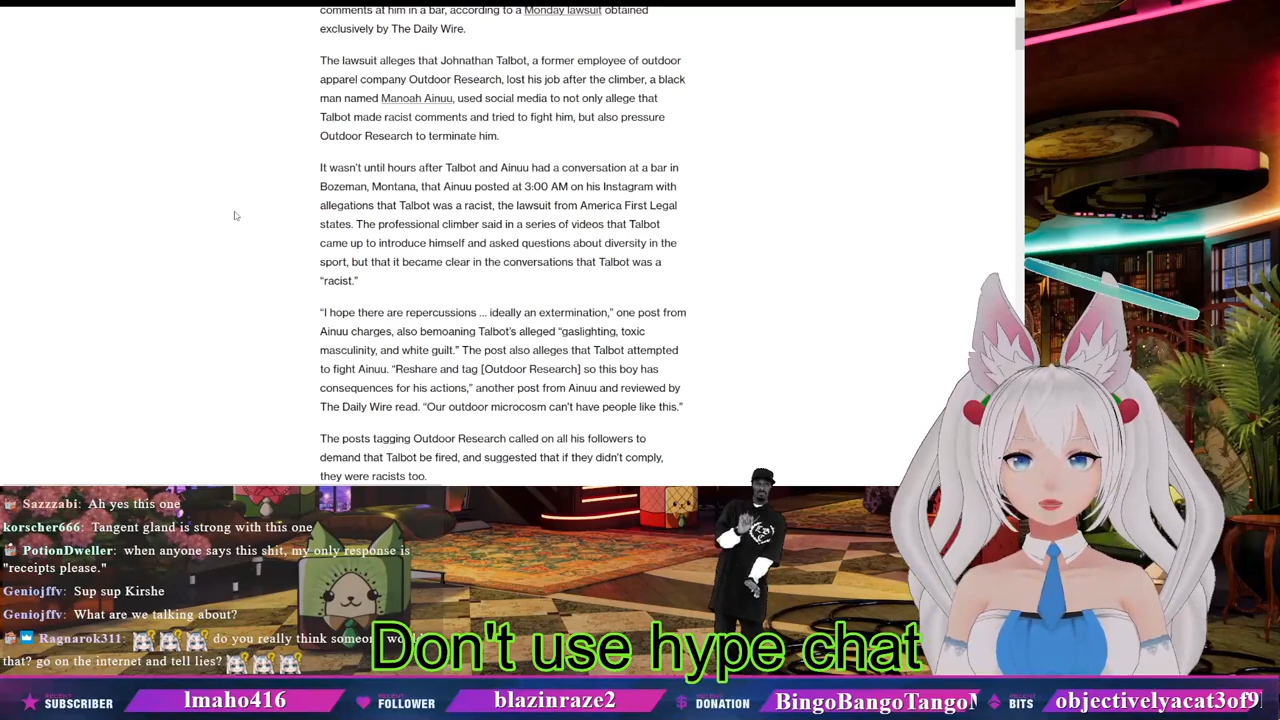 comments at him in a bar, according to a Monday lawsuit obtained
exclusively by The Daily Wire.
The lawsuit alleges that Johnathan Talbot, a former employee of outdoor
apparel company Outdoor Research, lost his job after the climber, a black
man named Manoah Ainuu, used social media to not only allege that
Talbot made racist comments and tried to fight him, but also pressure
Outdoor Research to terminate him.
It wasn't until hours after Talbot and Ainuu had a conversation at a bar in
Bozeman, Montana, that Ainuu posted at 3:00 AM on his Instagram with
allegations that Talbot was a racist, the lawsuit from America First Legal
states. The professional climber said in a series of videos that Talbot
came up to introduce himself and asked questions about diversity in the
sport, but that it became clear in the conversations that Talbot was a
“racist.”
“I hope there are repercussions ... ideally an extermination,” one post from
Ainuu charges, also bemoaning Talbot's alleged “gaslighting, toxic
masculinity, and white guilt.” The post also alleges that Talbot attempted
to fight Ainuu. “Reshare and tag [Outdoor Research] so this boy has
consequences for his actions,” another post from Ainuu and reviewed by
The Daily Wire read. “Our outdoor microcosm can't have people like this.”
The posts tagging Outdoor Research called on all his followers to
demand that Talbot be fired, and suggested that if they didn't comply,
they were racists too.
Sazzzabi: Ah yes this one
korscher666: Tangent gland is strong with this one
PotionDweller: when anyone says this shit, my only response is
"receipts please."
Geniojffv: Sup sup Kirshe
Geniojffv: What are we talking about?
Ragnarok311: do you really think someon
that? go on the internet and tell lies?
Don't use hype chat
RECENT SUBSCRIBER lmaho416 RECENT FOLLOWER blazinraze2 RECENT DONATION BingoBangoTango RECENT BITS objectivelyacat3of9